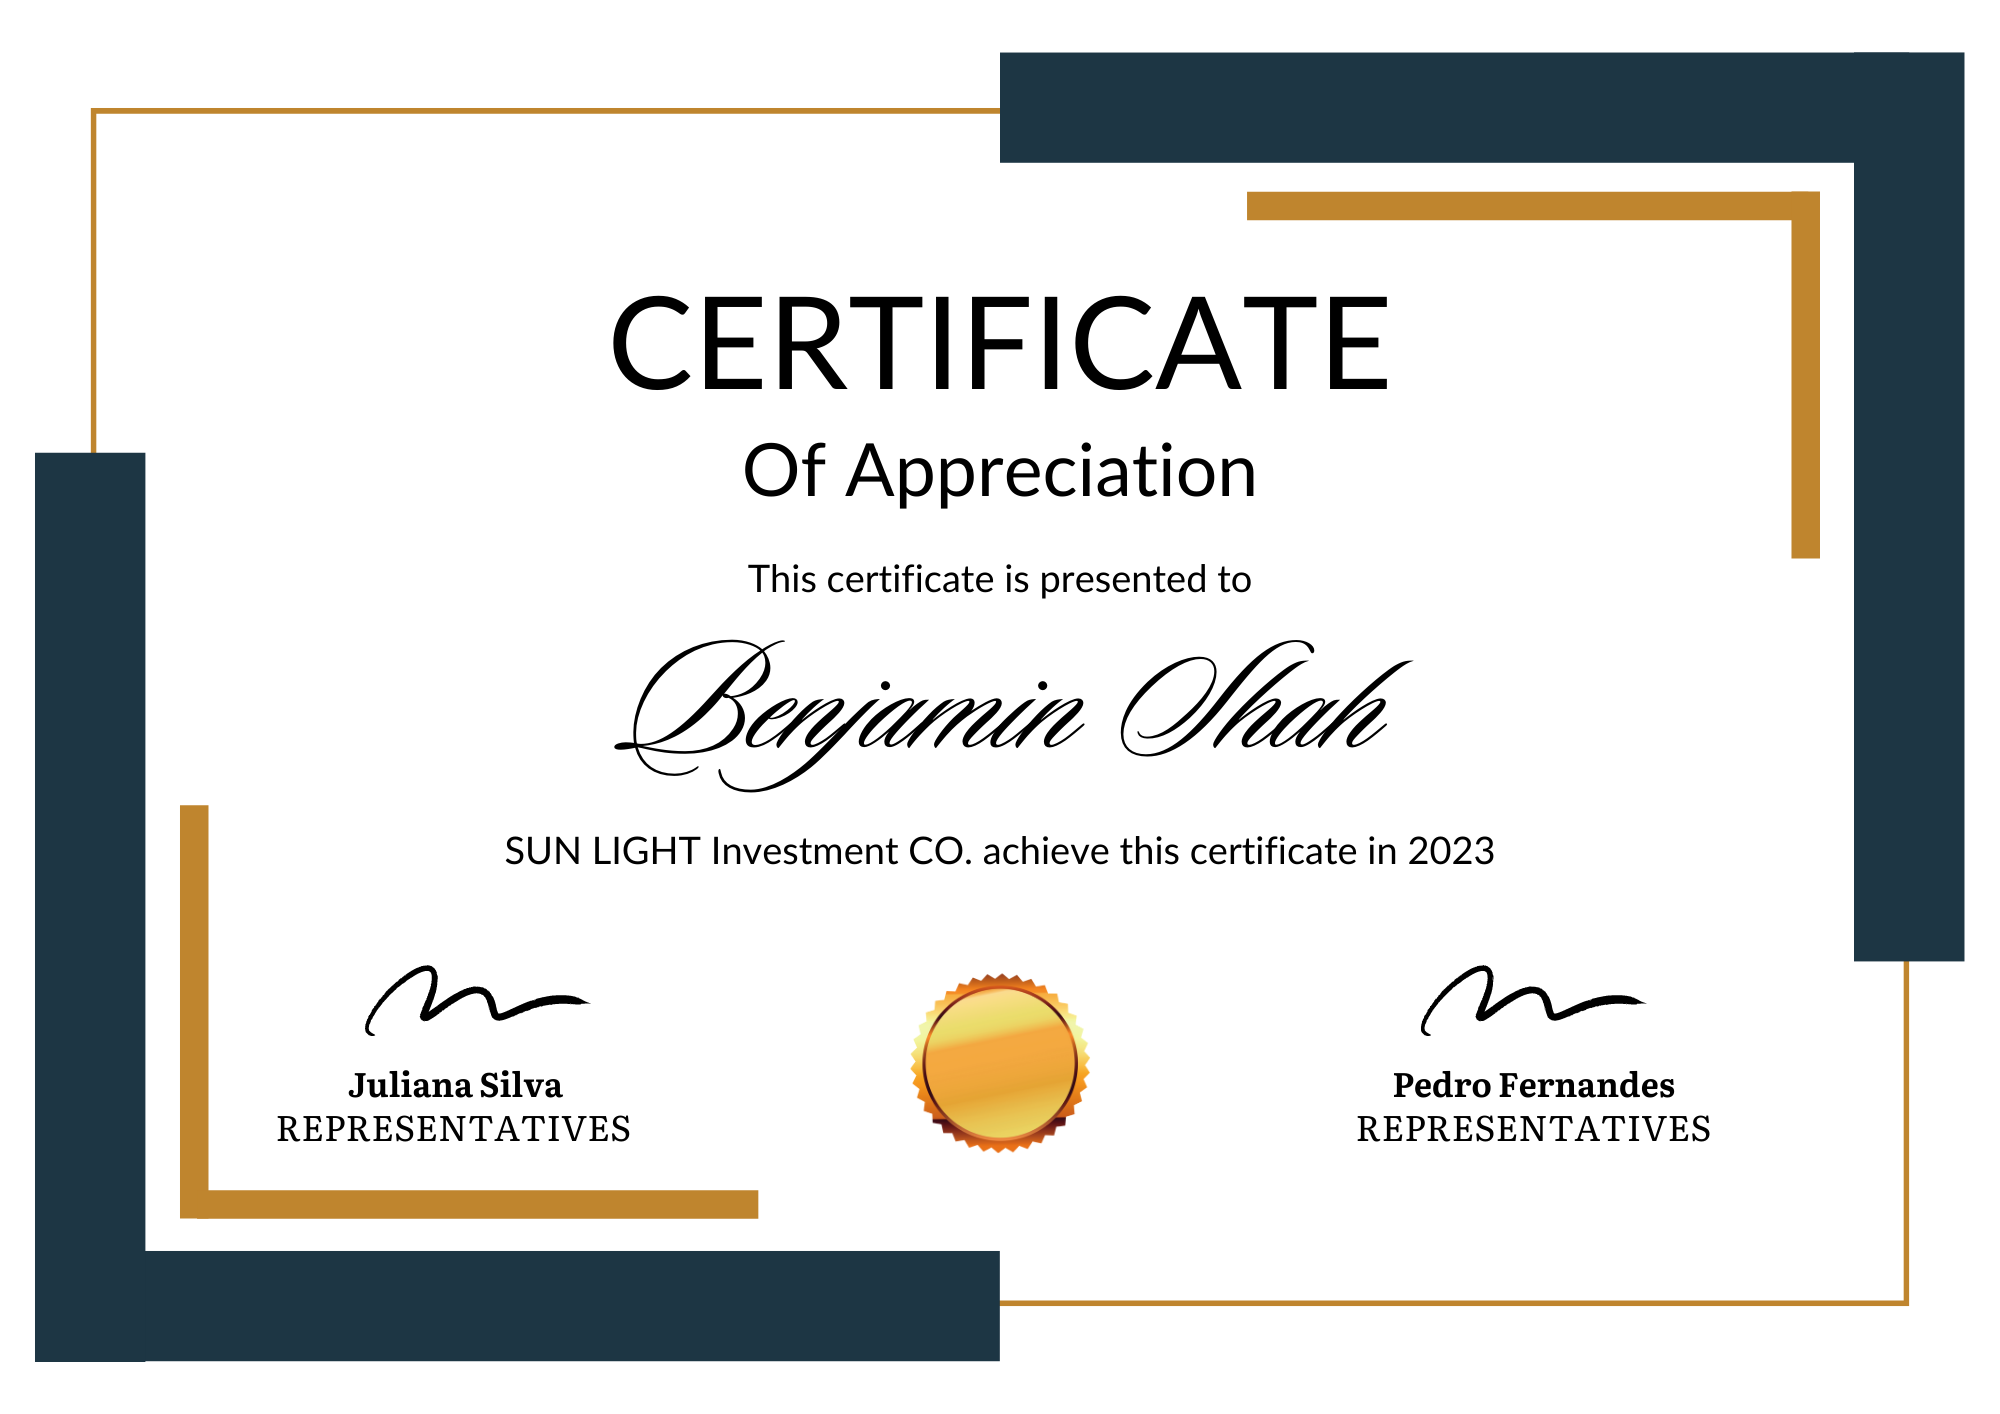 CERTIFICATE
Of Appreciation
This certificate is presented to
Benjamin Shah
SUN LIGHT Investment CO. achieve this certificate in 2023
Juliana Silva
REPRESENTATIVES
Pedro Fernandes
REPRESENTATIVES